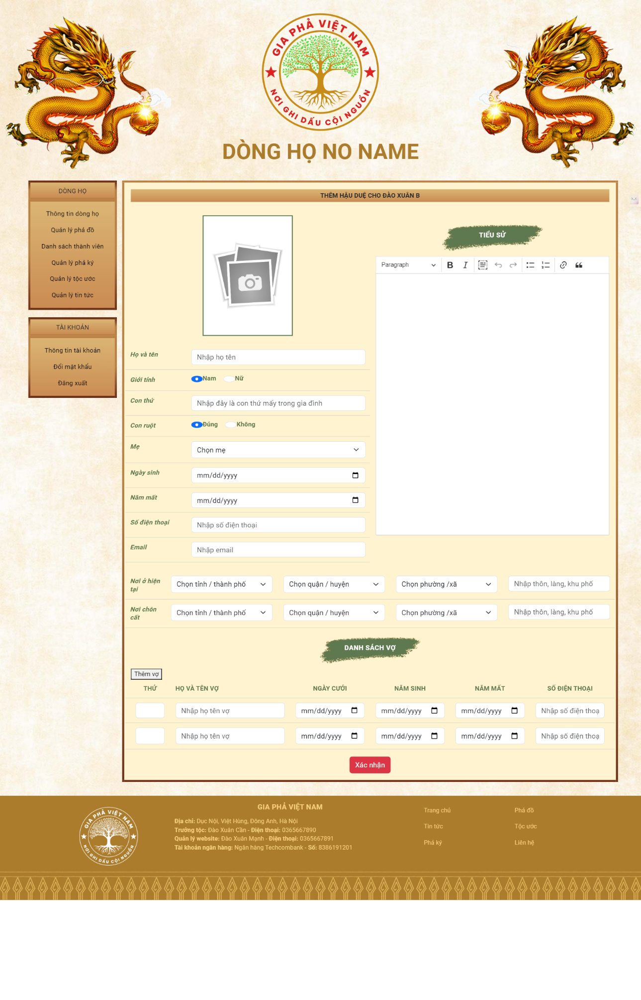 GIA PHẢ VIỆT NAM
NƠI GHI DẤU CỘI NGUỒN
DÒNG HỌ NO NAME
DÒNG HỌ
Thông tin dòng họ
Quản lý phả đồ
Danh sách thành viên
Quản lý phả ký
Quản lý tộc ước
Quản lý tin tức
TÀI KHOẢN
Thông tin tài khoản
Đổi mật khẩu
Đăng xuất
THÊM HẬU DUỆ CHO ĐÀO XUÂN B
TIỂU SỬ
Paragraph
Họ và tên
Nhập họ tên
Giới tính
Nam Nữ
Con thứ
Nhập đây là con thứ mấy trong gia đình
Con ruột
Đúng Không
Mẹ
Chọn mẹ
Ngày sinh
mm/dd/yyyy
Năm mất
mm/dd/yyyy
Số điện thoại
Nhập số điện thoại
Email
Nhập email
Nơi ở hiện
tại
Chọn tỉnh / thành phố Chọn quận / huyện Chọn phường /xã Nhập thôn, làng, khu phố
Nơi chôn
cất
Chọn tỉnh / thành phố Chọn quận / huyện Chọn phường /xã Nhập thôn, làng, khu phố
DANH SÁCH VỢ
Thêm vợ
THỨ HỌ VÀ TÊN VỢ NGÀY CƯỚI NĂM SINH NĂM MẤT SỐ ĐIỆN THOẠI
Nhập họ tên vợ mm/dd/yyyy mm/dd/yyyy mm/dd/yyyy Nhập số điện thoạ
Nhập họ tên vợ mm/dd/yyyy mm/dd/yyyy mm/dd/yyyy Nhập số điện thoạ
Xác nhận
GIA PHẢ VIỆT NAM
NƠI GHI DẤU CỘI NGUỒN
GIA PHẢ VIỆT NAM
Địa chỉ: Dục Nội, Việt Hùng, Đông Anh, Hà Nội
Trưởng tộc: Đào Xuân Cần - Điện thoại: 0365667890
Quản lý website: Đào Xuân Mạnh - Điện thoại: 0365667891
Tài khoản ngân hàng: Ngân hàng Techcombank - Số: 8386191201
Trang chủ
Tin tức
Phả ký
Phả đồ
Tộc ước
Liên hệ